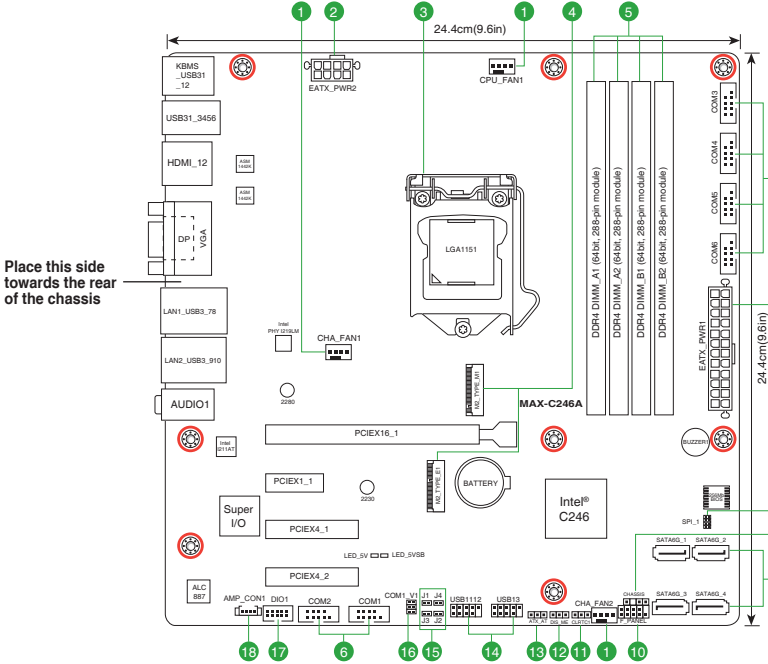 1
2
3
1
4
5
24.4cm(9.6in)
KBMS
_USB31
_12
EATX_PWR2
CPU_FAN1
COM3
USB31_3456
HDMI_12
ASM
1442K
ASM
1442K
COM4
COM5
COM6
DP
VGA
LGA1151
DDR4 DIMM_A1 (64bit, 288-pin module)
DDR4 DIMM_A2 (64bit, 288-pin module)
DDR4 DIMM_B1 (64bit, 288-pin module)
DDR4 DIMM_B2 (64bit, 288-pin module)
Place this side
towards the rear
of the chassis
LAN1_USB3_78
Intel
PHY I219LM
CHA_FAN1
EATX_PWR1
24.4cm(9.6in)
LAN2_USB3_910
2280
M2_TYPE_M1
AUDIO1
MAX-C246A
PCIEX16_1
Intel
I211AT
BUZZER1
PCIEX1_1
2230
M2_TYPE_E1
BATTERY
Super
I/O
Intel®
C246
BIOS
SPI_1
PCIEX4_1
LED_5V
LED_5VSB
SATA6G_1
SATA6G_2
PCIEX4_2
ALC
887
AMP_CON1
DIO1
COM2
COM1
COM1_V1
J1
J4
J3
J2
USB1112
USB13
ATX_AT
DIS_ME
CLRTC1
CHA_FAN2
CHASSIS
F_PANEL
SATA6G_3
SATA6G_4
18
17
6
16
15
14
13
12
11
1
10